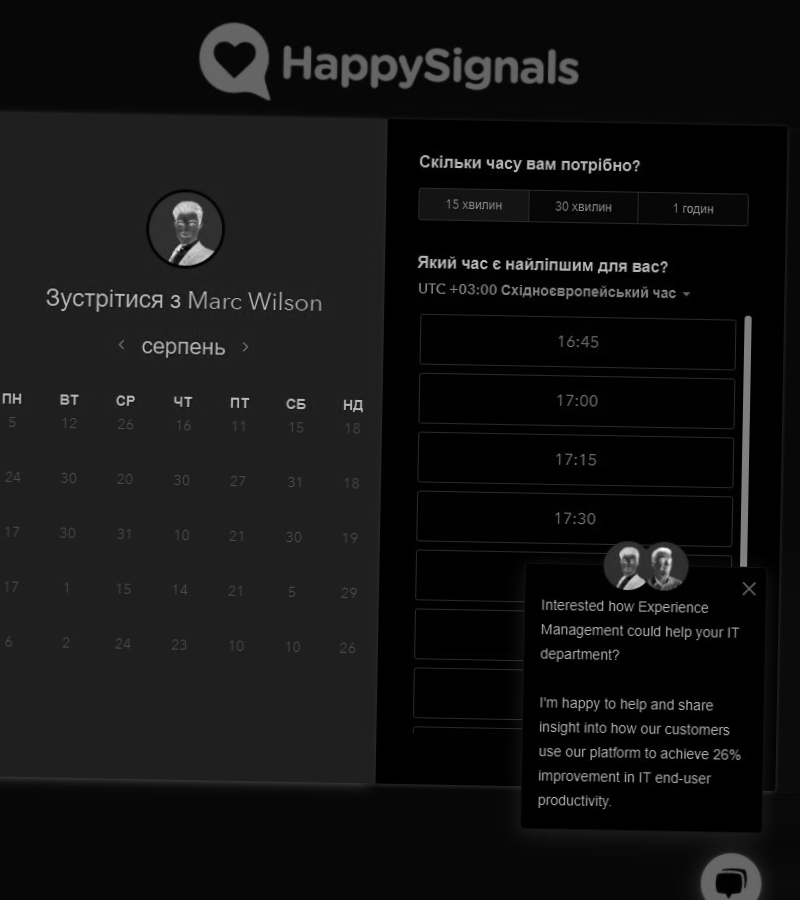 HappySignals
Зустрітися з Marc Wilson
серпень
ПН ВТ СР ЧТ ПТ СБ НД
5 12 26 16 11 15 18
24 30 20 30 27 31 18
17 30 31 10 21 30 19
17 1 15 14 21 5 29
6 2 24 23 10 10 26
Скільки часу вам потрібно?
15 хвилин 30 хвилин 1 годин
Який час є найліпшим для вас?
UTC +03:00 Східноєвропейський час
16:45
17:00
17:15
17:30
Interested how Experience
Management could help your IT
department?
I'm happy to help and share
insight into how our customers
use our platform to achieve 26%
improvement in IT end-user
productivity.